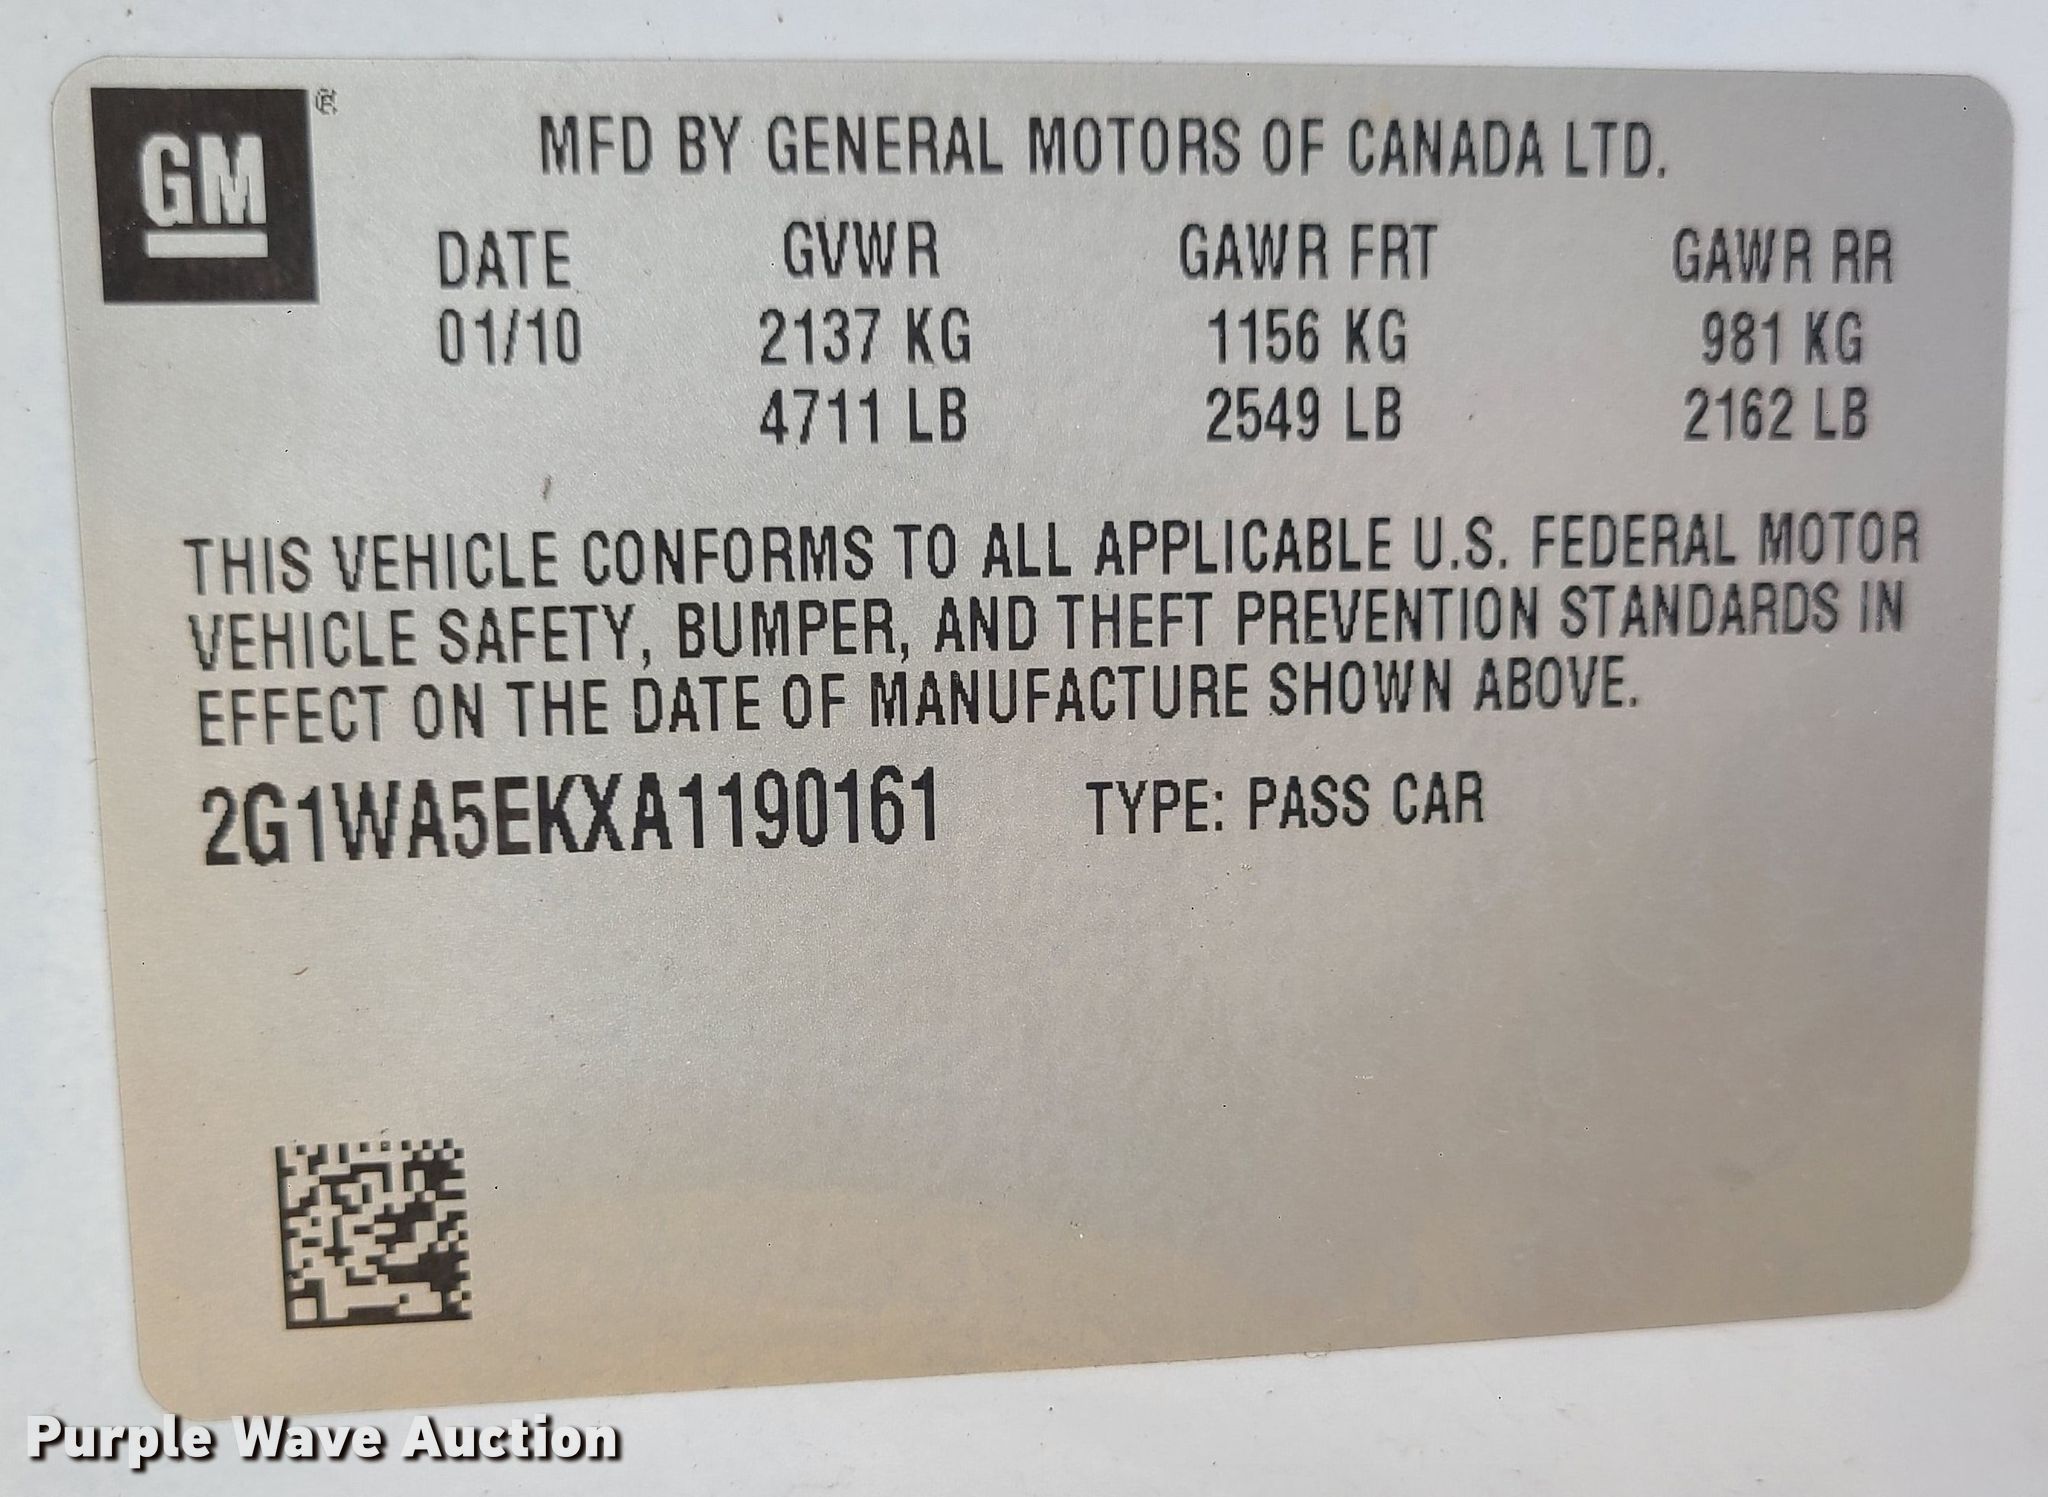 GM®
MFD BY GENERAL MOTORS OF CANADA LTD.
DATE GVWR GAWR FRT GAWR RR
01/10 2137 KG 1156 KG 981 KG
4711 LB 2549 LB 2162 LB
THIS VEHICLE CONFORMS TO ALL APPLICABLE U.S. FEDERAL MOTOR
VEHICLE SAFETY, BUMPER, AND THEFT PREVENTION STANDARDS IN
EFFECT ON THE DATE OF MANUFACTURE SHOWN ABOVE.
2G1WA5EKXA1190161 TYPE: PASS CAR
Purple Wave Auction